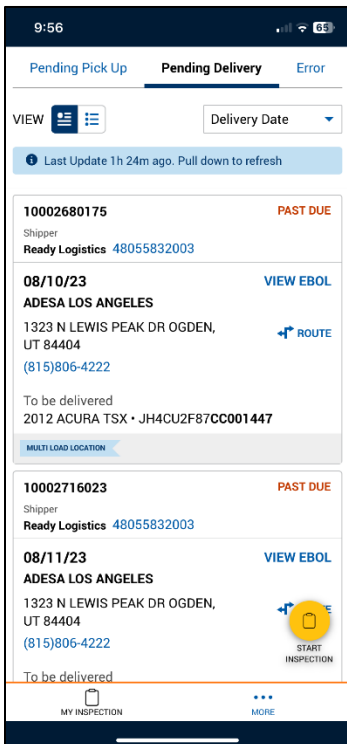 9:56
65
Pending Pick Up Pending Delivery Error
VIEW Delivery Date
Last Update 1h 24m ago. Pull down to refresh
10002680175 PAST DUE
Shipper
Ready Logistics 48055832003
08/10/23 VIEW EBOL
ADESA LOS ANGELES
1323 N LEWIS PEAK DR OGDEN,
UT 84404
ROUTE
(815)806-4222
To be delivered
2012 ACURA TSX • JH4CU2F87CC001447
MULTI LOAD LOCATION
10002716023 PAST DUE
Shipper
Ready Logistics 48055832003
08/11/23 VIEW EBOL
ADESA LOS ANGELES
1323 N LEWIS PEAK DR OGDEN,
UT 84404
(815)806-4222
START
INSPECTION
To be delivered
MY INSPECTION MORE